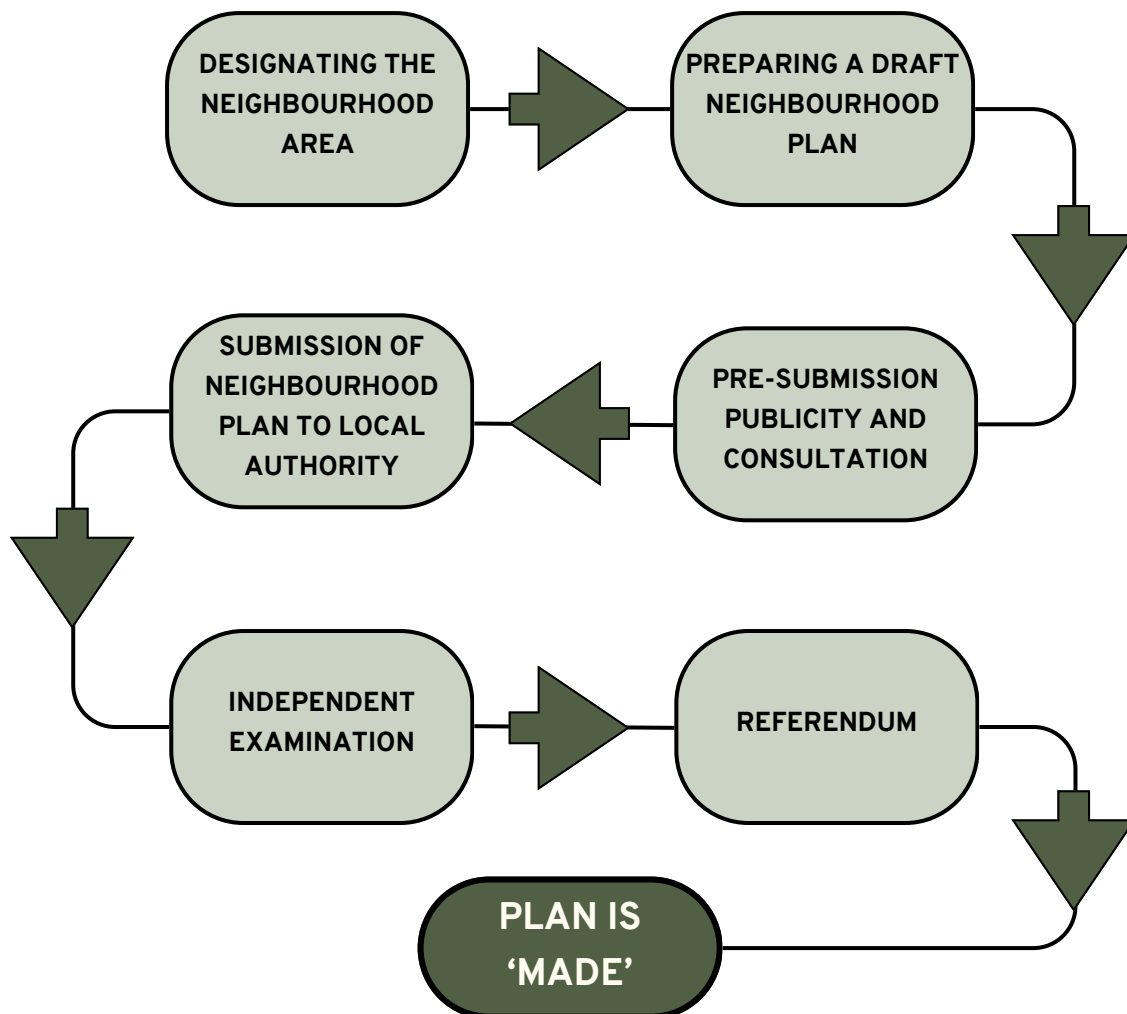 DESIGNATING THE
NEIGHBOURHOOD
AREA
PREPARING A DRAFT
NEIGHBOURHOOD
PLAN
PRE-SUBMISSION
PUBLICITY AND
CONSULTATION
SUBMISSION OF
NEIGHBOURHOOD
PLAN TO LOCAL
AUTHORITY
INDEPENDENT
EXAMINATION
REFERENDUM
PLAN IS
‘MADE’